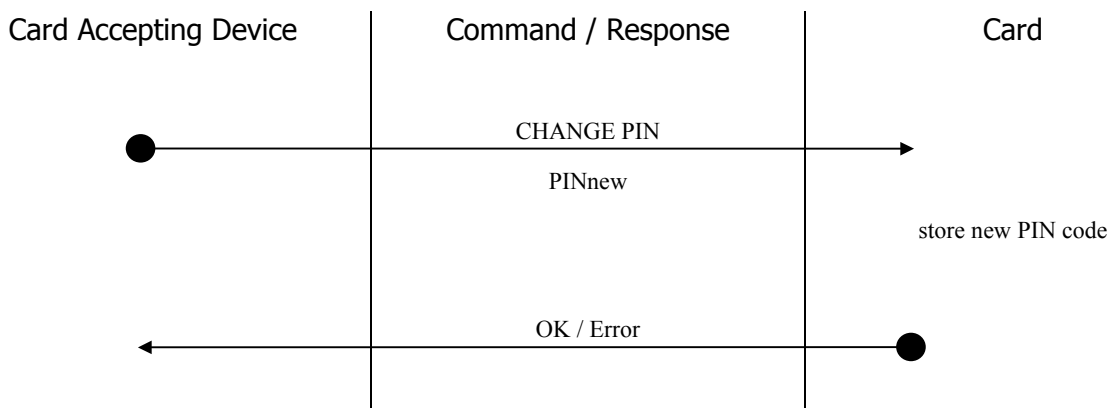 Card Accepting Device
Command / Response
Card
CHANGE PIN
PINnew
store new PIN code
OK / Error